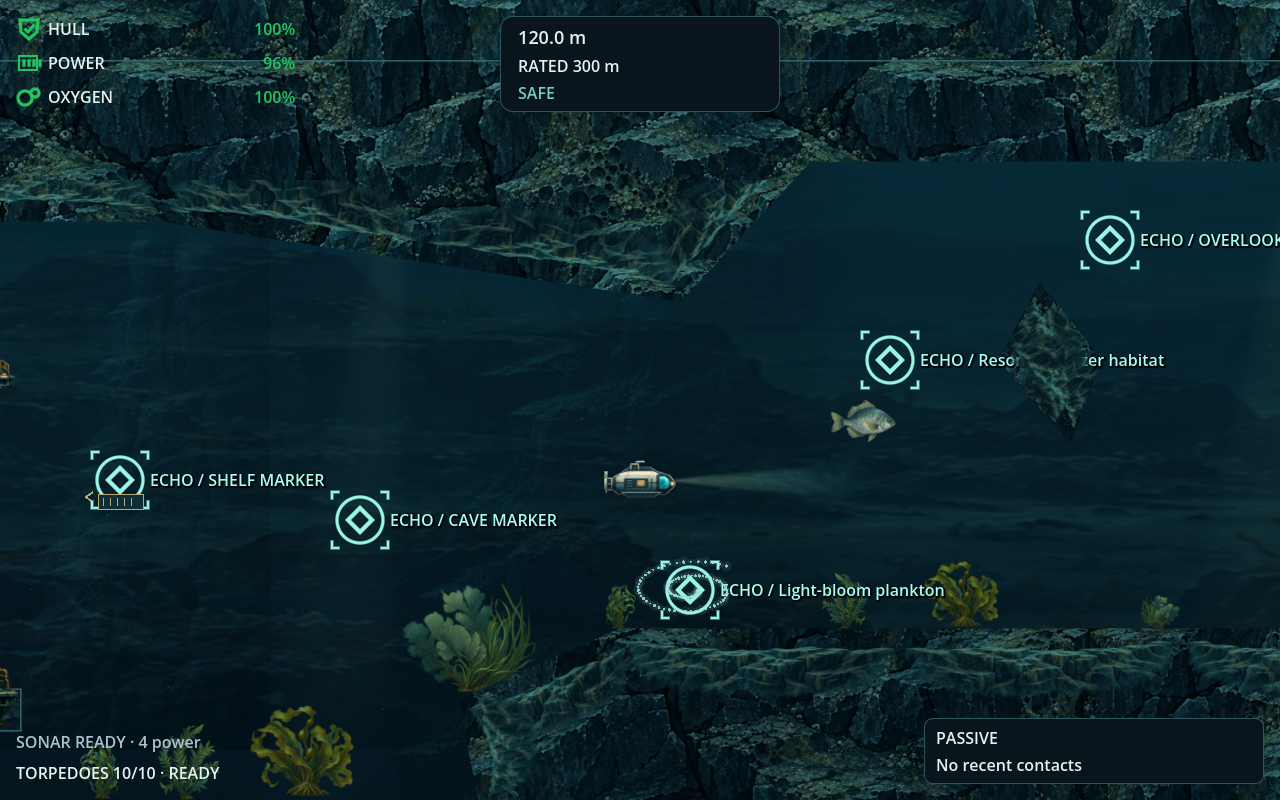 HULL 100%
POWER 96%
OXYGEN 100%
120.0 m
RATED 300 m
SAFE
ECHO / OVERLOOK
ECHO / Reso er habitat
ECHO / SHELF MARKER
ECHO / CAVE MARKER
ECHO / Light-bloom plankton
SONAR READY · 4 power
TORPEDOES 10/10 · READY
PASSIVE
No recent contacts